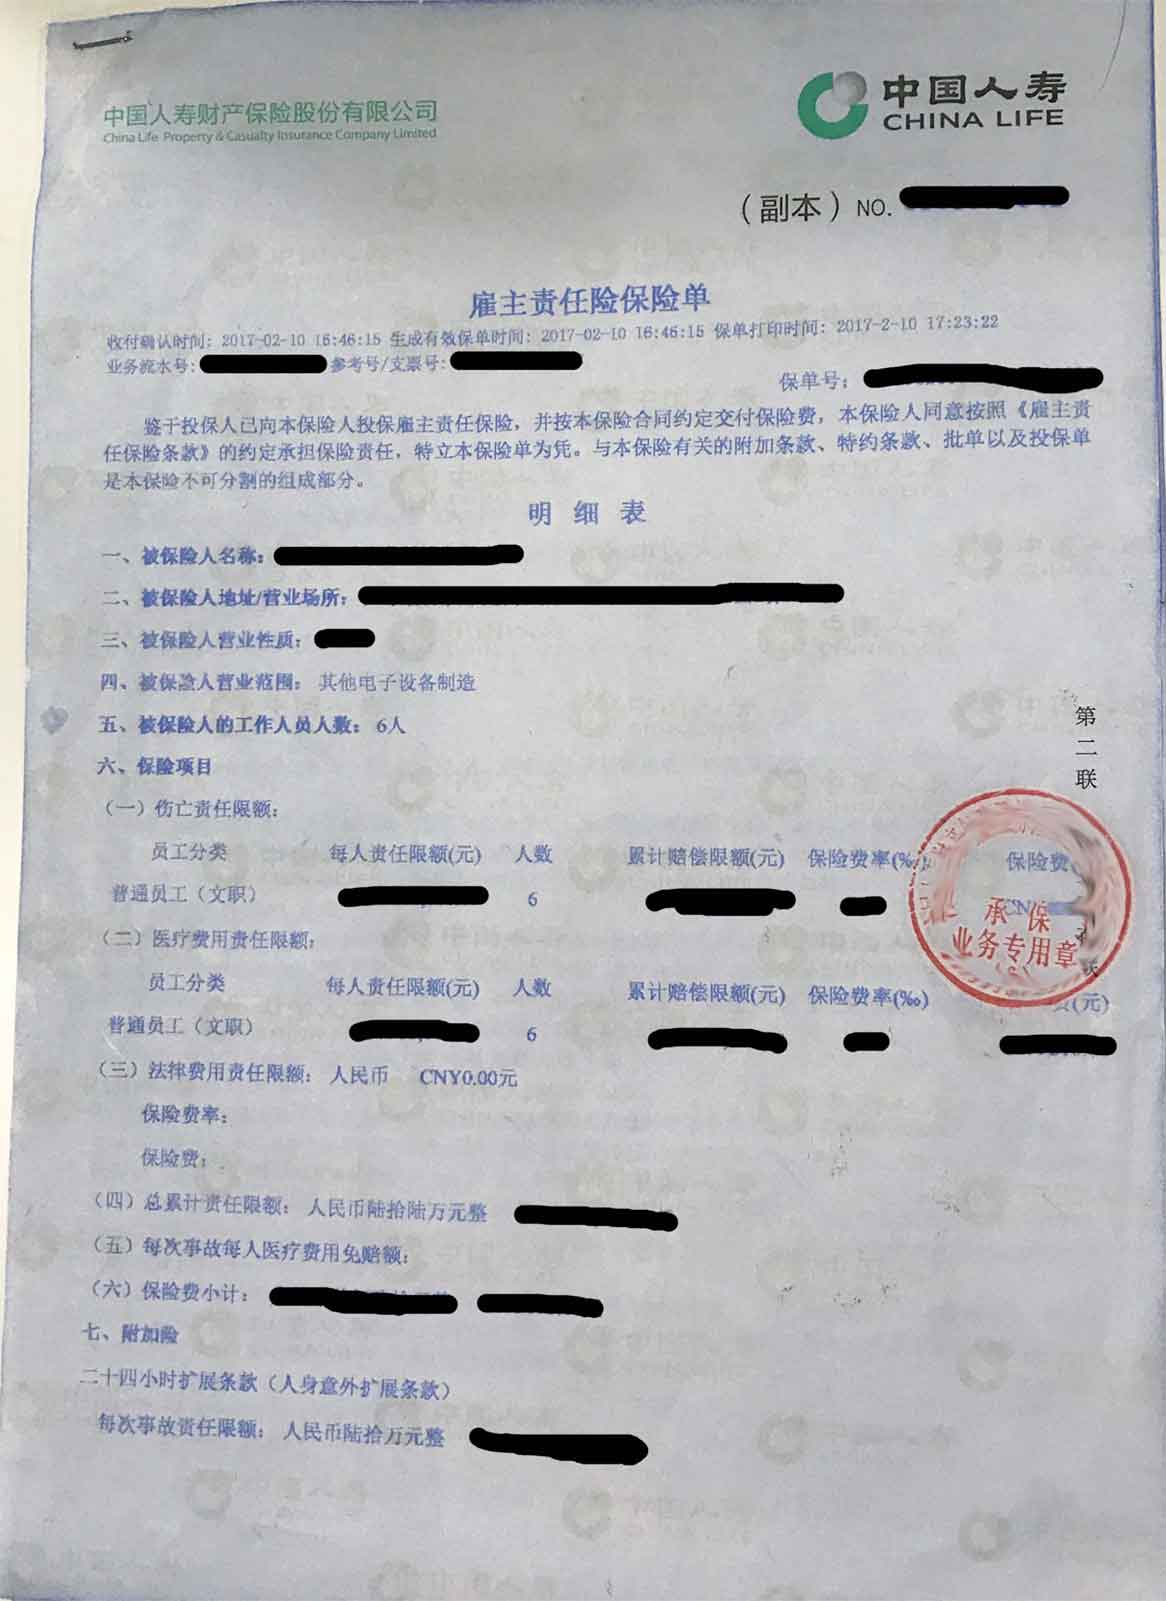 中国人寿财产保险股份有限公司
China Life Property & Casualty Insurance Company Limited
中国人寿
CHINA LIFE
（副本）NO.
雇主责任险保险单
收付确认时间：2017-02-10 16:46:15 生成有效保单时间：2017-02-10 16:46:15 保单打印时间：2017-2-10 17:23:22
业务流水号： 参考号/支票号：
保单号：
鉴于投保人已向本保险人投保雇主责任保险，并按本保险合同约定交付保险费，本保险人同意按照《雇主责
任保险条款》的约定承担保险责任，特立本保险单为凭。与本保险有关的附加条款、特约条款、批单以及投保单
是本保险不可分割的组成部分。
明 细 表
一、被保险人名称：
二、被保险人地址/营业场所：
三、被保险人营业性质：
四、被保险人营业范围： 其他电子设备制造
五、被保险人的工作人员人数： 6人
六、保险项目
第二联
（一）伤亡责任限额：
员工分类 每人责任限额(元) 人数 累计赔偿限额(元) 保险费率(‰ 保险费
普通员工（文职） 6
承保
业务专用章
（二）医疗费用责任限额：
员工分类 每人责任限额(元) 人数 累计赔偿限额(元) 保险费率(‰) (元)
普通员工（文职） 6
（三）法律费用责任限额： 人民币 CNY0.00元
保险费率：
保险费：
（四）总累计责任限额： 人民币陆拾陆万元整
（五）每次事故每人医疗费用免赔额：
（六）保险费小计：
七、附加险
二十四小时扩展条款（人身意外扩展条款）
每次事故责任限额： 人民币陆拾万元整